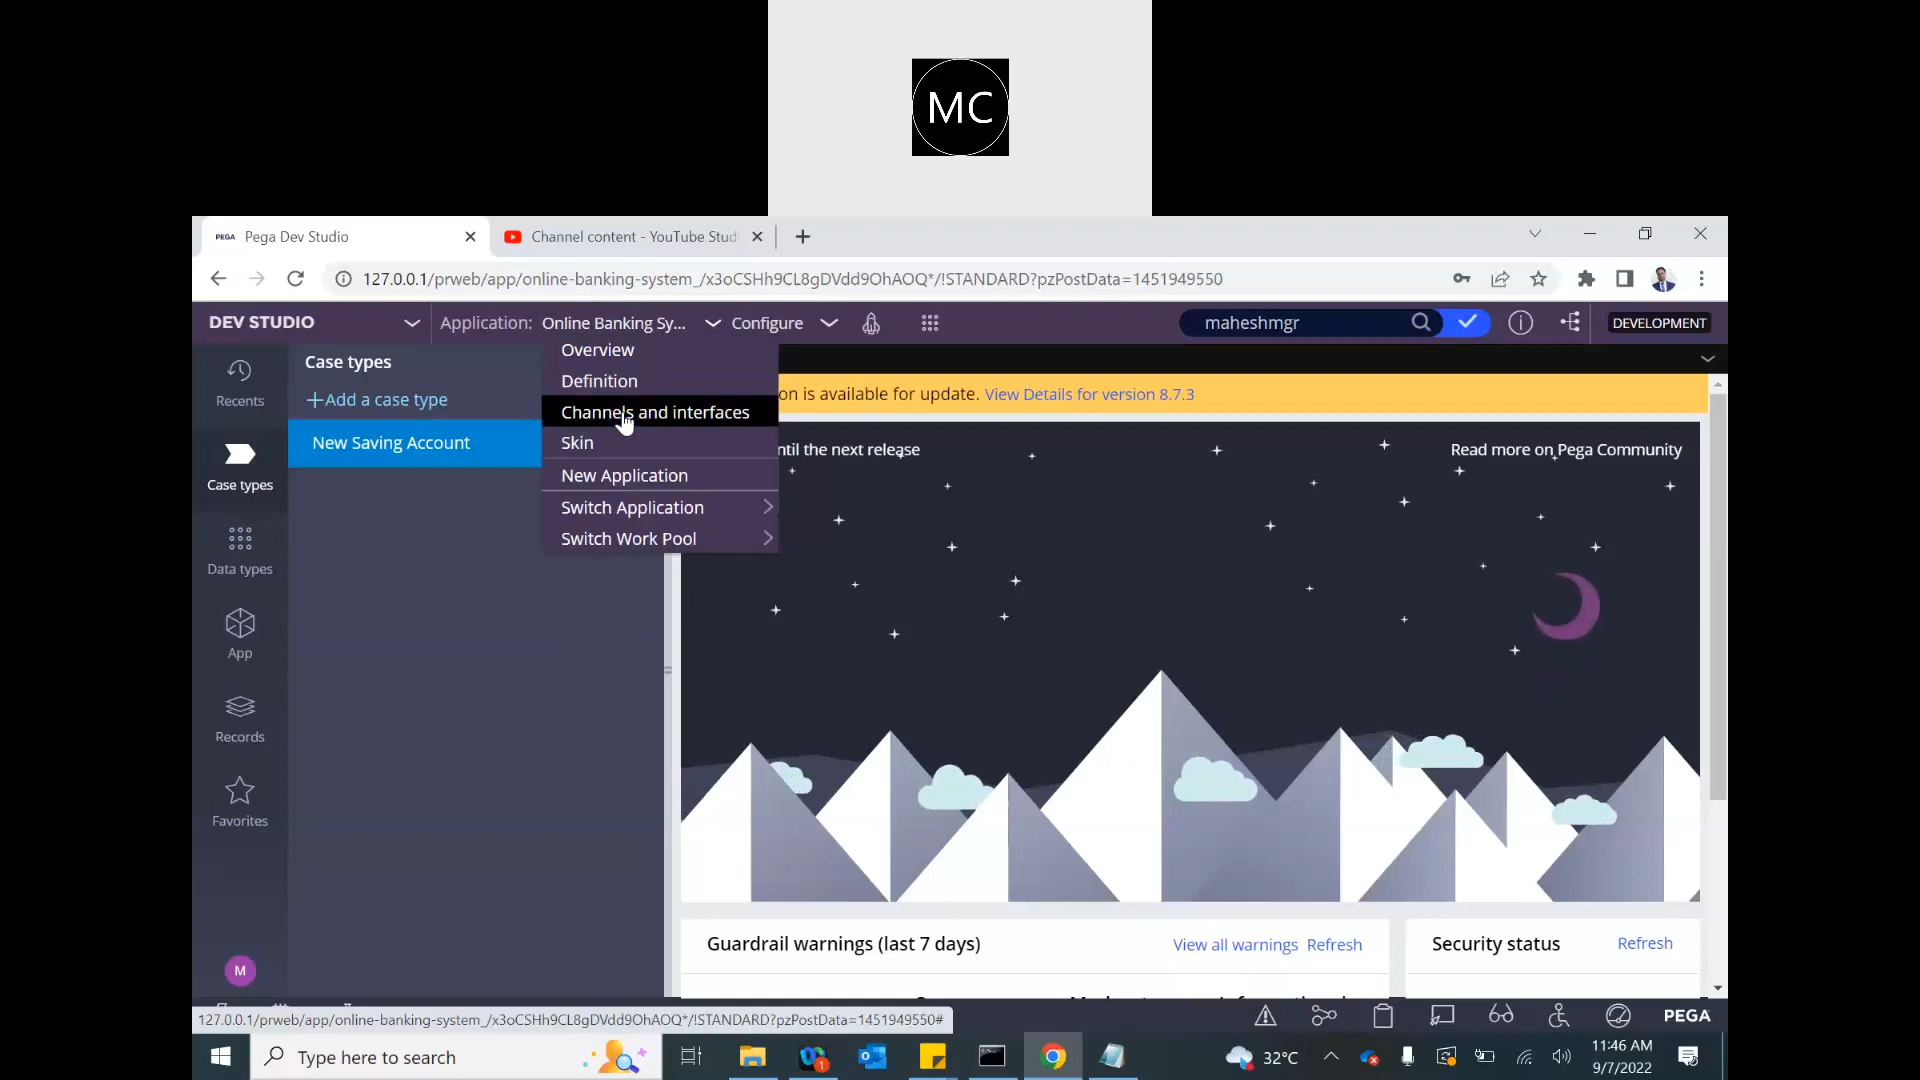 MC
PEGA Pega Dev Studio
Channel content - YouTube Stud
127.0.0.1/prweb/app/online-banking-system_/x3oCSHh9CL8gDVdd9OhAOQ*/!STANDARD?pzPostData=1451949550
DEV STUDIO
Application: Online Banking Sy...
Configure
maheshmgr
DEVELOPMENT
Recents
Case types
Data types
App
Records
Favorites
M
Case types
+Add a case type
New Saving Account
Overview
Definition
Channels and interfaces
Skin
New Application
Switch Application
Switch Work Pool
on is available for update. View Details for version 8.7.3
ntil the next release
Read more on Pega Community
Guardrail warnings (last 7 days)
View all warnings Refresh
Security status
Refresh
127.0.0.1/prweb/app/online-banking-system_/x3oCSHh9CL8gDVdd9OhAOQ*/!STANDARD?pzPostData=1451949550#
PEGA
Type here to search
1
32°C
11:46 AM
9/7/2022